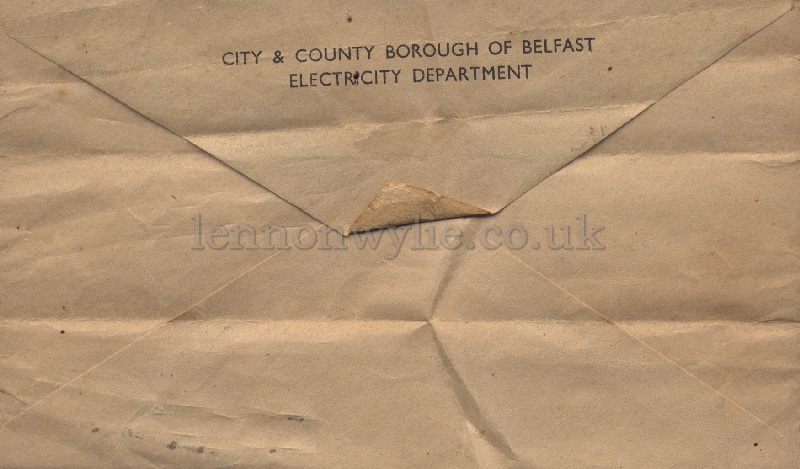 CITY & COUNTY BOROUGH OF BELFAST
ELECTRICITY DEPARTMENT
lennonwylie.co.uk